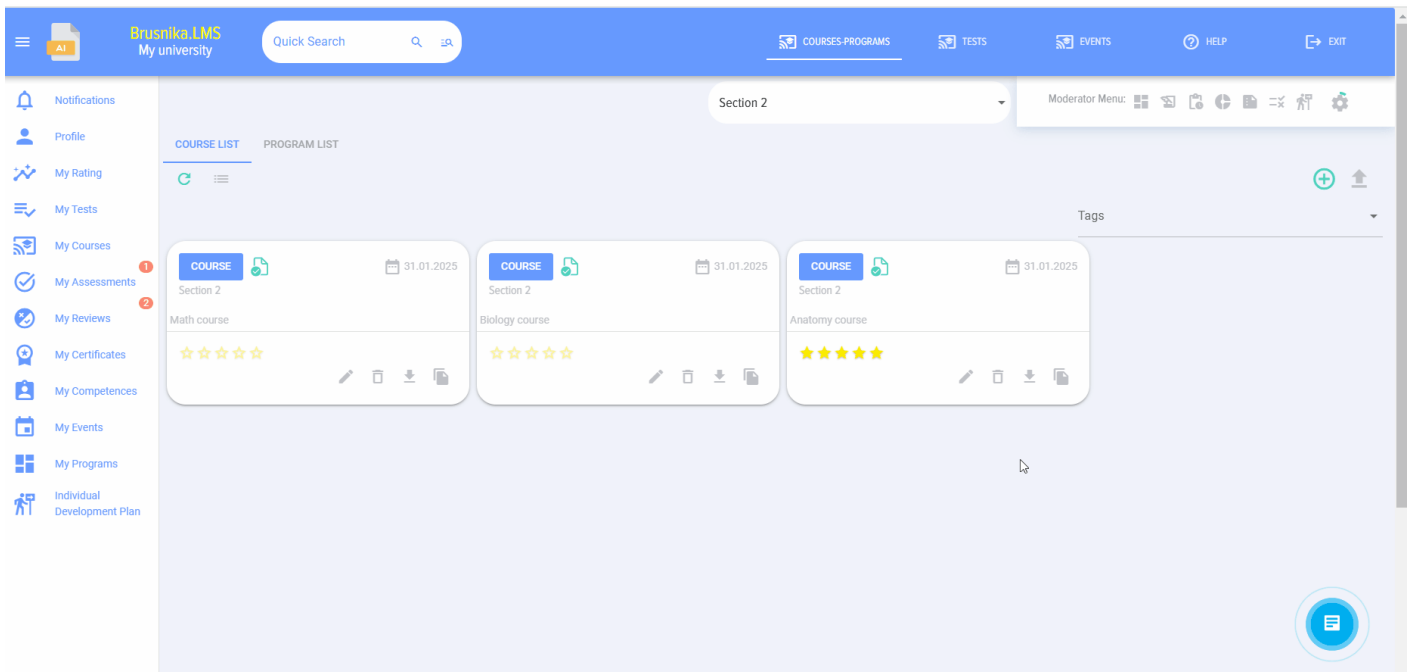 AI
Brusnika.LMS
My university
Quick Search
COURSES-PROGRAMS
TESTS
EVENTS
HELP
EXIT
Notifications
Profile
My Rating
My Tests
My Courses
1
My Assessments
2
My Reviews
My Certificates
My Competences
My Events
My Programs
Individual
Development Plan
Section 2
Moderator Menu:
COURSE LIST
PROGRAM LIST
Tags
COURSE
31.01.2025
Section 2
Math course
COURSE
31.01.2025
Section 2
Biology course
COURSE
31.01.2025
Section 2
Anatomy course